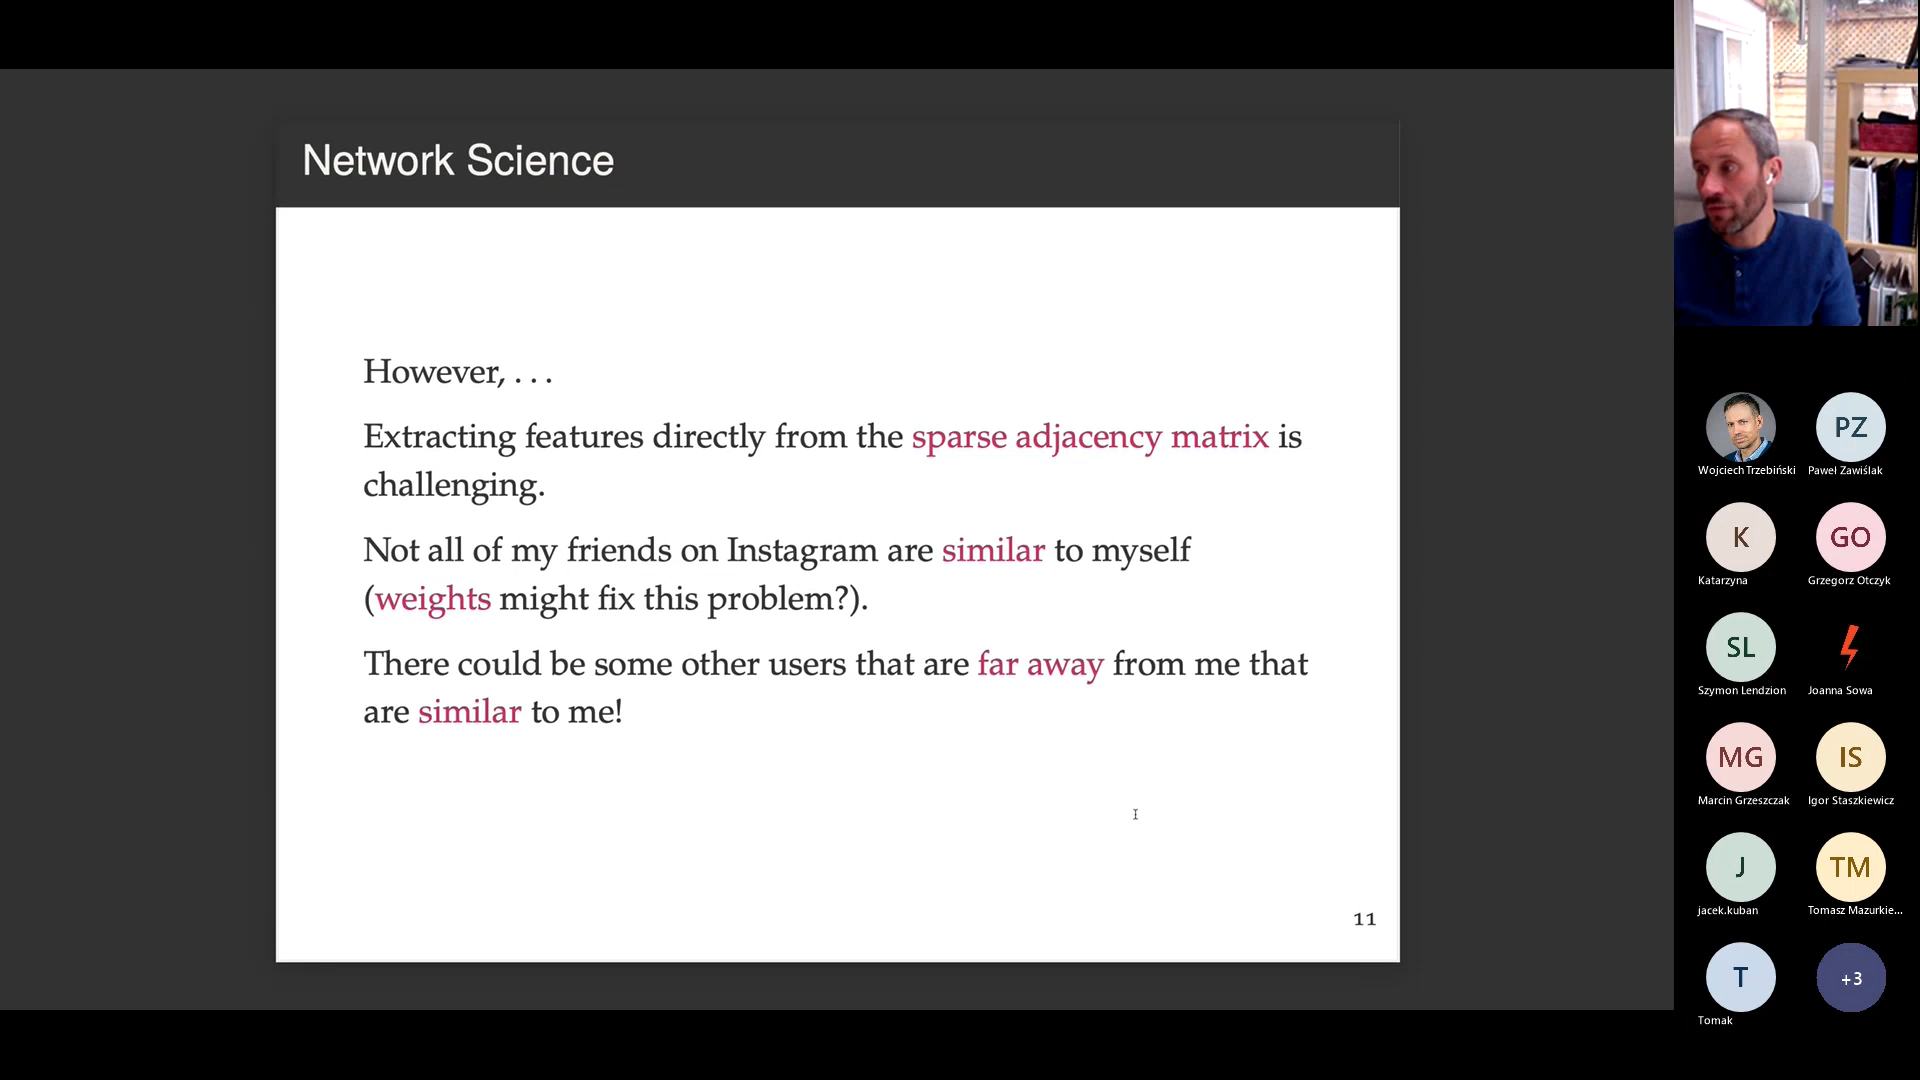 Network Science
However, . . .
Extracting features directly from the sparse adjacency matrix is
challenging.
Not all of my friends on Instagram are similar to myself
(weights might fix this problem?).
There could be some other users that are far away from me that
are similar to me!
11
Wojciech Trzebiński
PZ
Paweł Zawiślak
K
Katarzyna
GO
Grzegorz Otczyk
SL
Szymon Lendzion
Joanna Sowa
MG
Marcin Grzeszczak
IS
Igor Staszkiewicz
J
jacek.kuban
TM
Tomasz Mazurkie...
T
Tomak
+3